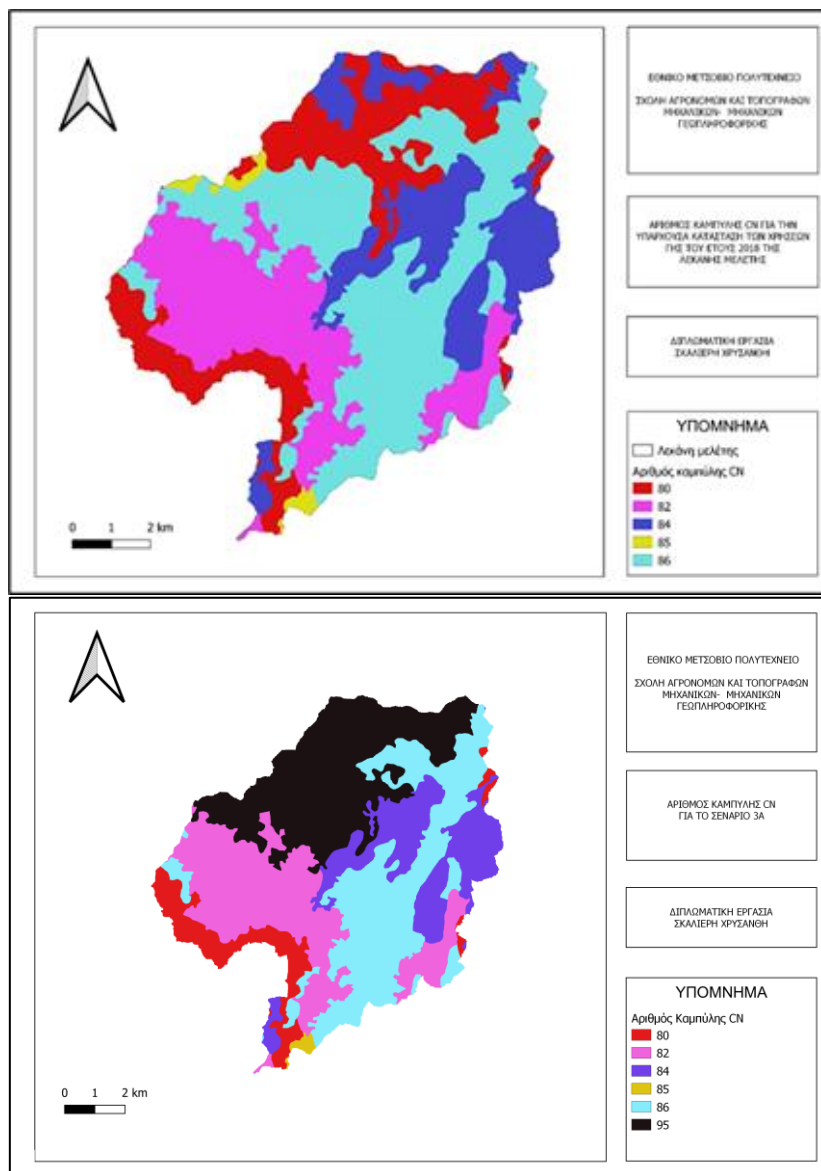 ΕΘΝΙΚΟ ΜΕΤΣΟΒΙΟ ΠΟΛΥΤΕΧΝΕΙΟ
ΣΧΟΛΗ ΑΓΡΟΝΟΜΩΝ ΚΑΙ ΤΟΠΟΓΡΑΦΩΝ
ΜΗΧΑΝΙΚΩΝ- ΜΗΧΑΝΙΚΩΝ
ΓΕΩΠΛΗΡΟΦΟΡΙΚΗΣ
ΑΡΙΘΜΟΣ ΚΑΜΠΥΛΗΣ CN ΓΙΑ ΤΗΝ
ΥΠΑΡΧΟΥΣΑ ΚΑΤΑΣΤΑΣΗ ΤΩΝ ΧΡΗΣΕΩΝ
ΓΗΣ ΤΟΥ ΕΤΟΥΣ 2018 ΤΗΣ
ΛΕΚΑΝΗΣ ΜΕΛΕΤΗΣ
ΔΙΠΛΩΜΑΤΙΚΗ ΕΡΓΑΣΙΑ
ΣΚΑΛΙΕΡΗ ΧΡΥΣΑΝΘΗ
ΥΠΟΜΝΗΜΑ
Λεκάνη μελέτης
Αριθμός καμπύλης CN
80
82
84
85
86
0 1 2 km
ΕΘΝΙΚΟ ΜΕΤΣΟΒΙΟ ΠΟΛΥΤΕΧΝΕΙΟ
ΣΧΟΛΗ ΑΓΡΟΝΟΜΩΝ ΚΑΙ ΤΟΠΟΓΡΑΦΩΝ
ΜΗΧΑΝΙΚΩΝ- ΜΗΧΑΝΙΚΩΝ
ΓΕΩΠΛΗΡΟΦΟΡΙΚΗΣ
ΑΡΙΘΜΟΣ ΚΑΜΠΥΛΗΣ CN
ΓΙΑ ΤΟ ΣΕΝΑΡΙΟ 3Α
ΔΙΠΛΩΜΑΤΙΚΗ ΕΡΓΑΣΙΑ
ΣΚΑΛΙΕΡΗ ΧΡΥΣΑΝΘΗ
ΥΠΟΜΝΗΜΑ
Αριθμός Καμπύλης CN
80
82
84
85
86
95
0 1 2 km